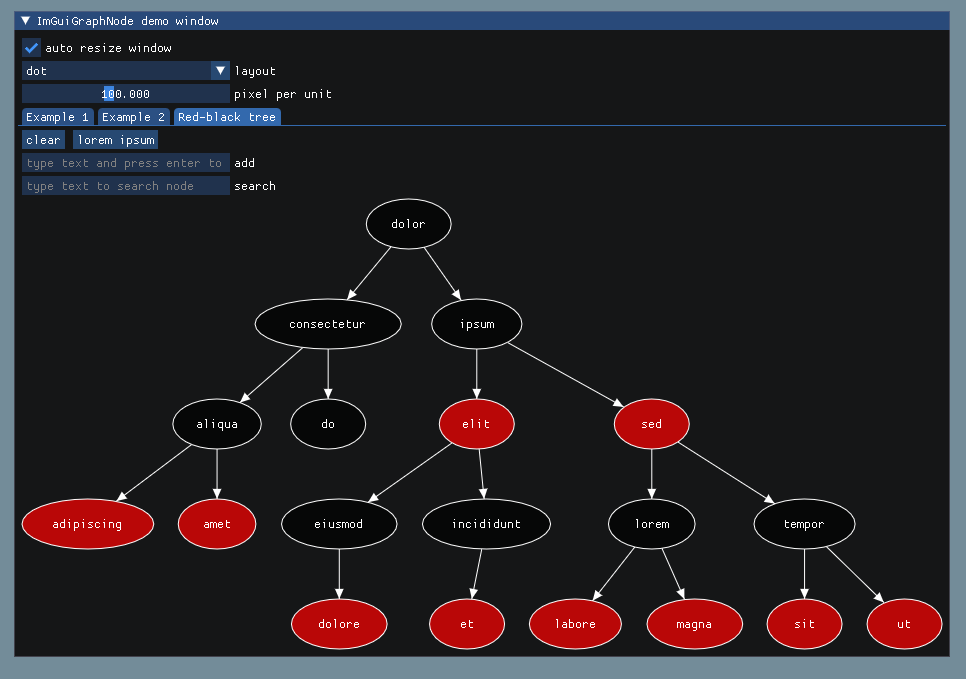 ImGuiGraphNode demo window
auto resize window
dot layout
100.000 pixel per unit
Example 1 Example 2 Red-black tree
clear lorem ipsum
type text and press enter to add
type text to search node search
dolor
consectetur ipsum
aliqua do elit sed
adipiscing amet eiusmod incididunt lorem tempor
dolore et labore magna sit ut